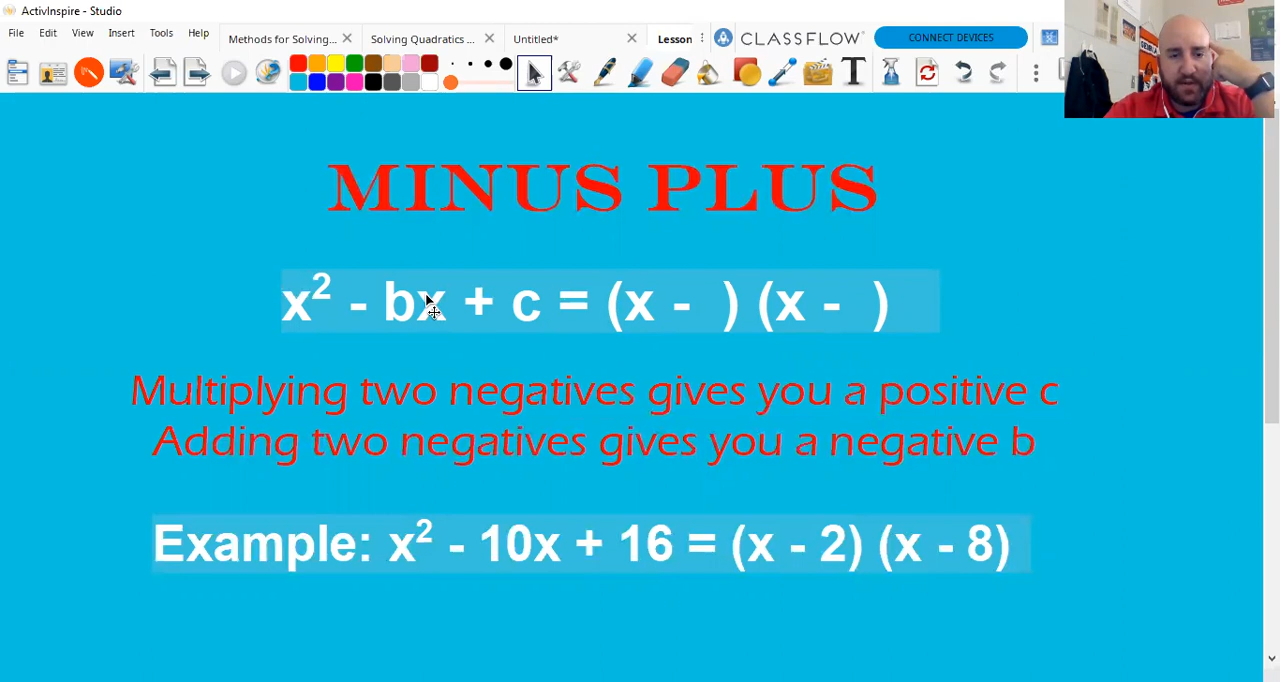 ActivInspire - Studio
File Edit View Insert Tools Help
Methods for Solving... Solving Quadratics ... Untitled* Lesson CLASSFLOW CONNECT DEVICES
T
MINUS PLUS
x² - bx + c = (x -  ) (x -  )
Multiplying two negatives gives you a positive c
Adding two negatives gives you a negative b
Example: x² - 10x + 16 = (x - 2) (x - 8)